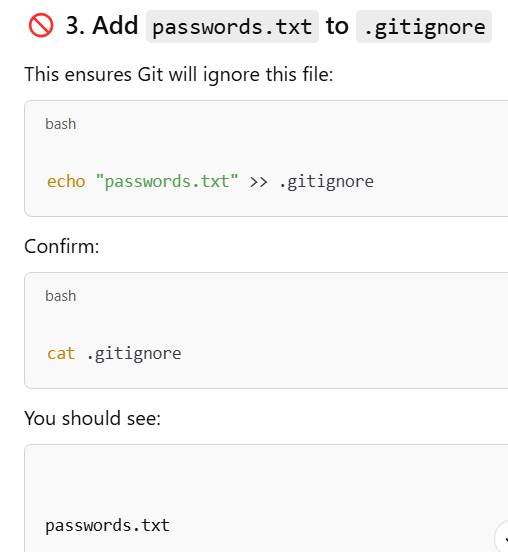 🚫 3. Add passwords.txt to .gitignore
This ensures Git will ignore this file:
bash
echo "passwords.txt" >> .gitignore
Confirm:
bash
cat .gitignore
You should see:
passwords.txt